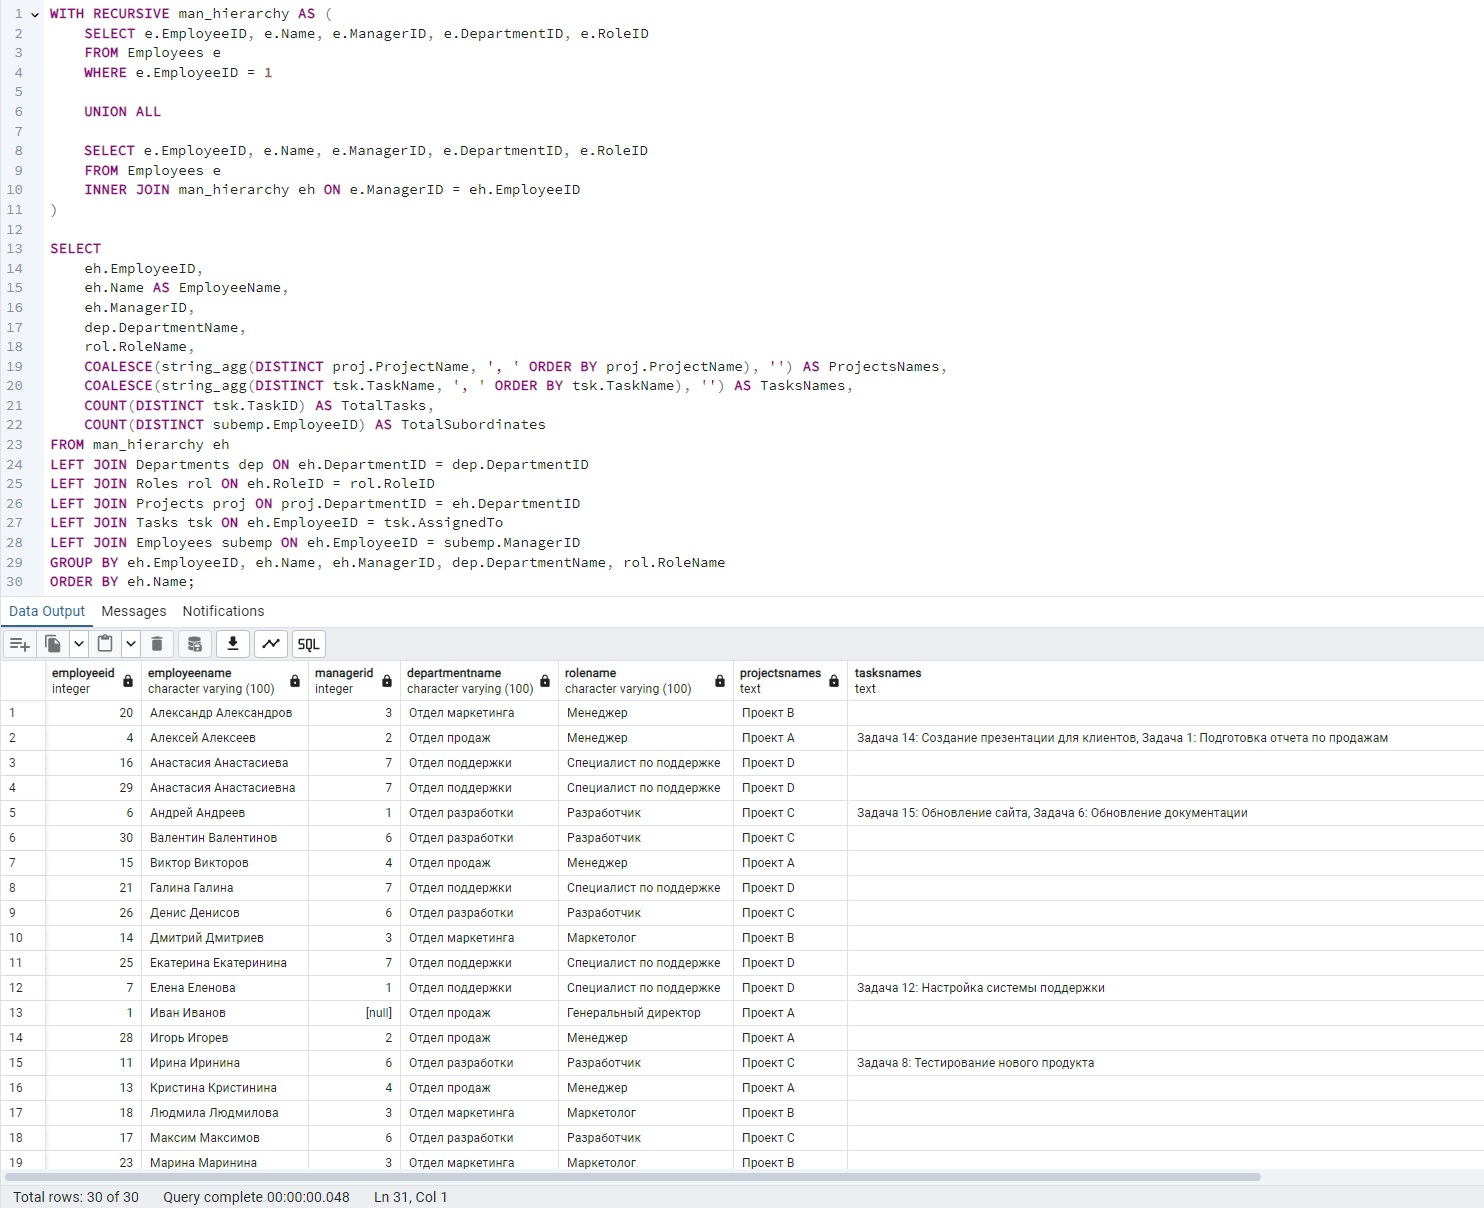 1 WITH RECURSIVE man_hierarchy AS (
2 SELECT e.EmployeeID, e.Name, e.ManagerID, e.DepartmentID, e.RoleID
3 FROM Employees e
4 WHERE e.EmployeeID = 1
5
6 UNION ALL
7
8 SELECT e.EmployeeID, e.Name, e.ManagerID, e.DepartmentID, e.RoleID
9 FROM Employees e
10 INNER JOIN man_hierarchy eh ON e.ManagerID = eh.EmployeeID
11 )
12
13 SELECT
14 eh.EmployeeID,
15 eh.Name AS EmployeeName,
16 eh.ManagerID,
17 dep.DepartmentName,
18 rol.RoleName,
19 COALESCE(string_agg(DISTINCT proj.ProjectName, ', ' ORDER BY proj.ProjectName), '') AS ProjectsNames,
20 COALESCE(string_agg(DISTINCT tsk.TaskName, ', ' ORDER BY tsk.TaskName), '') AS TasksNames,
21 COUNT(DISTINCT tsk.TaskID) AS TotalTasks,
22 COUNT(DISTINCT subemp.EmployeeID) AS TotalSubordinates
23 FROM man_hierarchy eh
24 LEFT JOIN Departments dep ON eh.DepartmentID = dep.DepartmentID
25 LEFT JOIN Roles rol ON eh.RoleID = rol.RoleID
26 LEFT JOIN Projects proj ON proj.DepartmentID = eh.DepartmentID
27 LEFT JOIN Tasks tsk ON eh.EmployeeID = tsk.AssignedTo
28 LEFT JOIN Employees subemp ON eh.EmployeeID = subemp.ManagerID
29 GROUP BY eh.EmployeeID, eh.Name, eh.ManagerID, dep.DepartmentName, rol.RoleName
30 ORDER BY eh.Name;
Data Output Messages Notifications
SQL
employeeid employeename managerid departmentname rolename projectsnames tasksnames
integer character varying (100) integer character varying (100) character varying (100) text text
1 20 Александр Александров 3 Отдел маркетинга Менеджер Проект B
2 4 Алексей Алексеев 2 Отдел продаж Менеджер Проект A Задача 14: Создание презентации для клиентов, Задача 1: Подготовка отчета по продажам
3 16 Анастасия Анастасиева 7 Отдел поддержки Специалист по поддержке Проект D
4 29 Анастасия Анастасиевна 7 Отдел поддержки Специалист по поддержке Проект D
5 6 Андрей Андреев 1 Отдел разработки Разработчик Проект C Задача 15: Обновление сайта, Задача 6: Обновление документации
6 30 Валентин Валентинов 6 Отдел разработки Разработчик Проект C
7 15 Виктор Викторов 4 Отдел продаж Менеджер Проект A
8 21 Галина Галина 7 Отдел поддержки Специалист по поддержке Проект D
9 26 Денис Денисов 6 Отдел разработки Разработчик Проект C
10 14 Дмитрий Дмитриев 3 Отдел маркетинга Маркетолог Проект B
11 25 Екатерина Екатеринина 7 Отдел поддержки Специалист по поддержке Проект D
12 7 Елена Еленова 1 Отдел поддержки Специалист по поддержке Проект D Задача 12: Настройка системы поддержки
13 1 Иван Иванов [null] Отдел продаж Генеральный директор Проект A
14 28 Игорь Игорев 2 Отдел продаж Менеджер Проект A
15 11 Ирина Иринина 6 Отдел разработки Разработчик Проект C Задача 8: Тестирование нового продукта
16 13 Кристина Кристинина 4 Отдел продаж Менеджер Проект A
17 18 Людмила Людмилова 3 Отдел маркетинга Маркетолог Проект B
18 17 Максим Максимов 6 Отдел разработки Разработчик Проект C
19 23 Марина Маринина 3 Отдел маркетинга Маркетолог Проект B
Total rows: 30 of 30 Query complete 00:00:00.048 Ln 31, Col 1